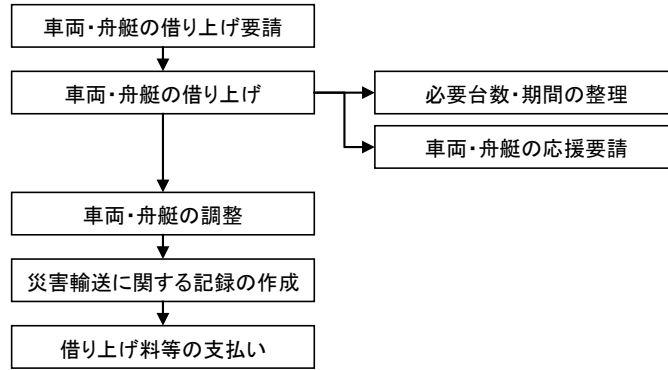 車両・舟艇の借り上げ要請
車両・舟艇の借り上げ
必要台数・期間の整理
車両・舟艇の応援要請
車両・舟艇の調整
災害輸送に関する記録の作成
借り上げ料等の支払い